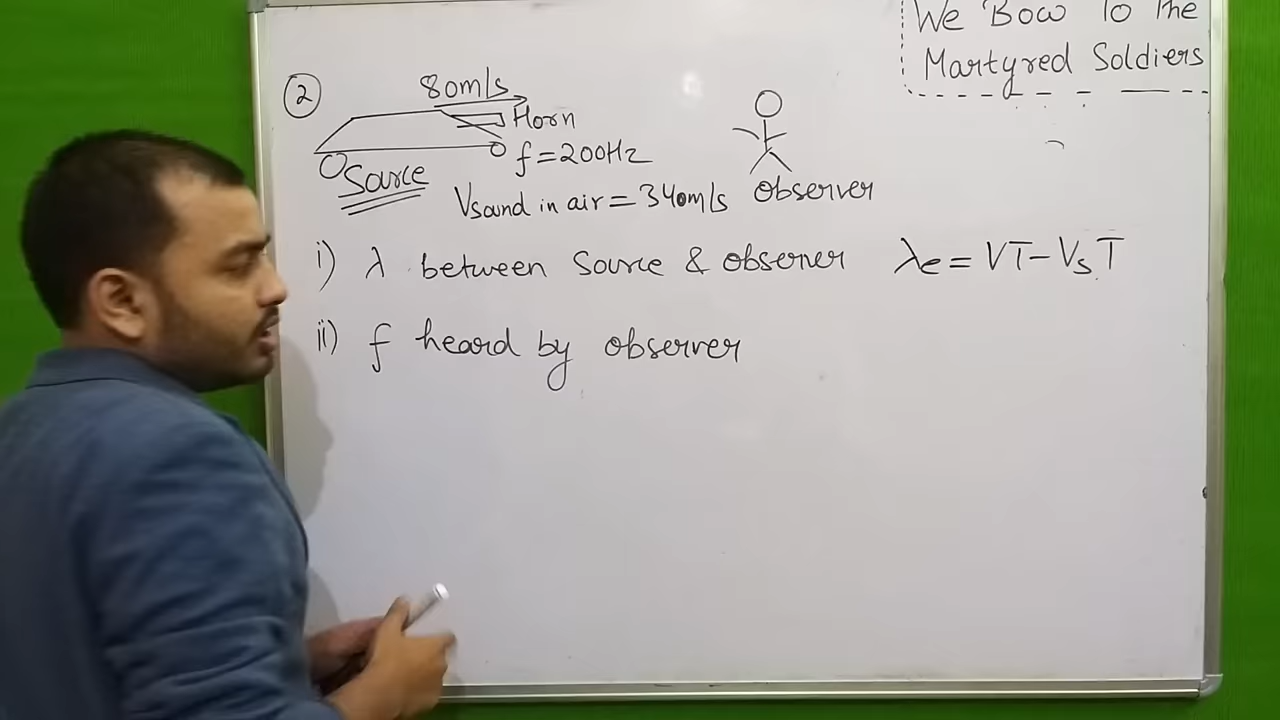 We Bow To The
Martyred Soldiers
2
80m/s
Horn
f=200Hz
Source
Vsound in air = 340m/s
Observer
i) λ between Source & observer λe = VT - VsT
ii) f heard by observer